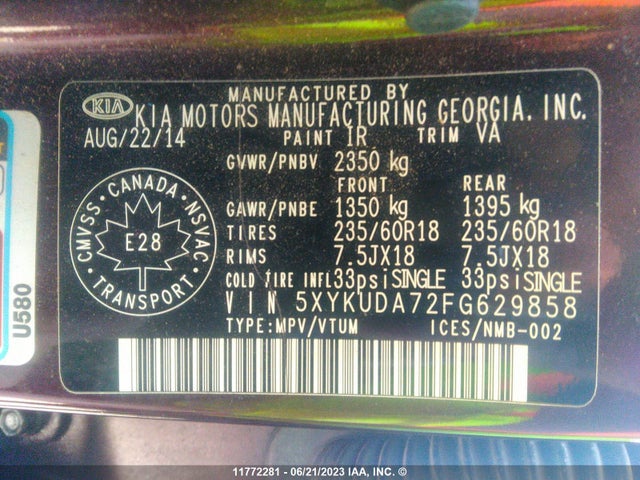 MANUFACTURED BY
KIA KIA MOTORS MANUFACTURING GEORGIA. INC.
AUG/22/14 PAINT IR TRIM VA
GVWR/PNBV 2350 kg
FRONT REAR
GAWR/PNBE 1350 kg 1395 kg
TIRES 235/60R18 235/60R18
RIMS 7.5JX18 7.5JX18
COLD TIRE INFL 33psi SINGLE 33psi SINGLE
VIN 5XYKUDA72FG629858
TYPE:MPV/VTUM ICES/NMB-002
CANADA
CMVSS NSVAC
E28
TRANSPORT
U580
11772281 - 06/21/2023 IAA, INC. ©